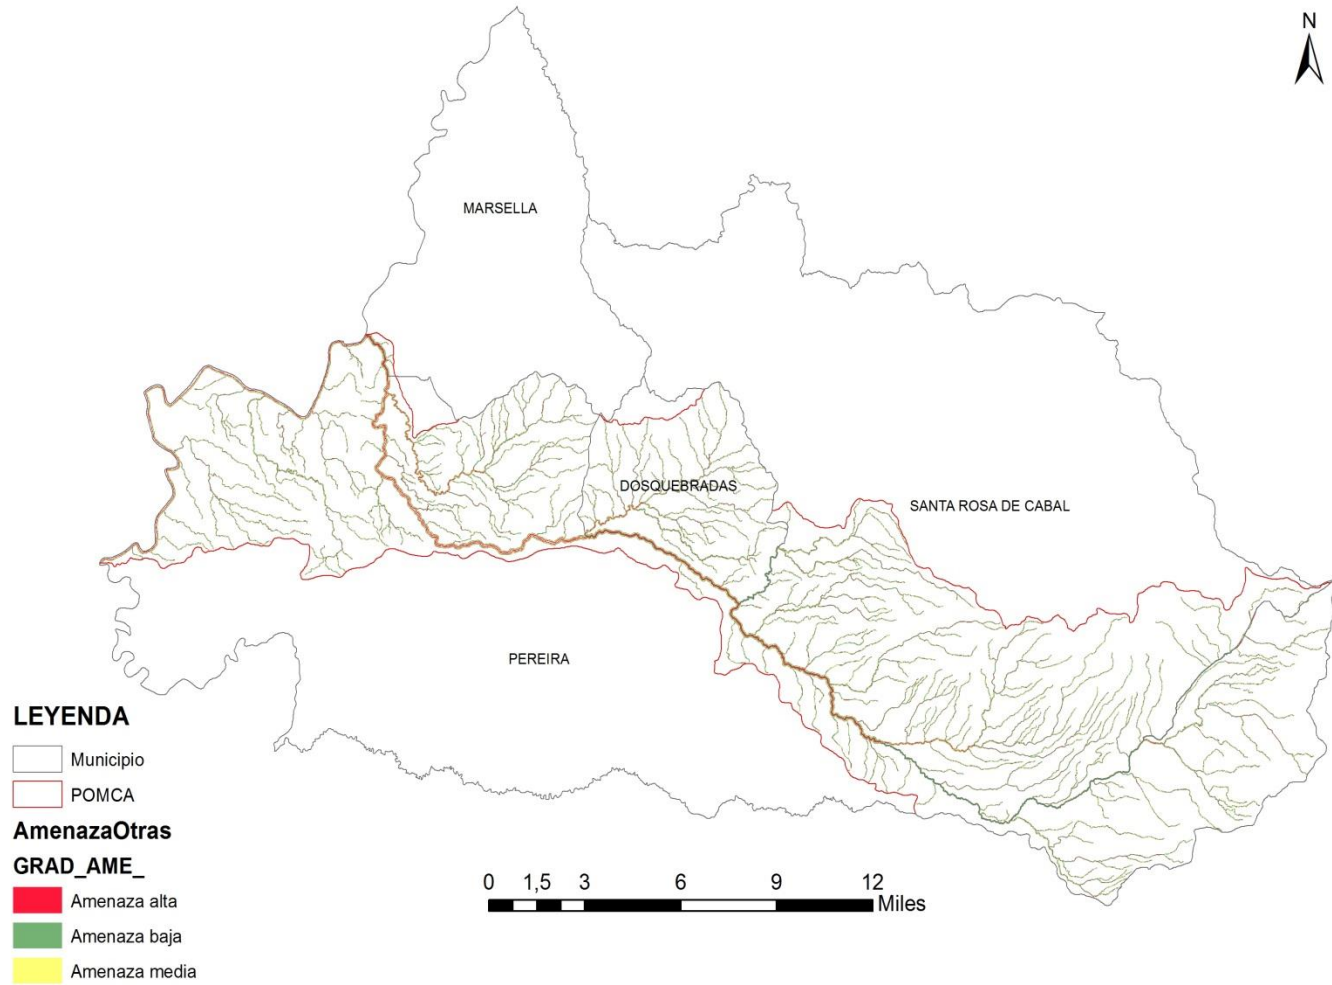 N
MARSELLA
DOSQUEBRADAS
SANTA ROSA DE CABAL
PEREIRA
LEYENDA
Municipio
POMCA
AmenazaOtras
GRAD_AME_
Amenaza alta
Amenaza baja
Amenaza media
0 1,5 3 6 9 12
Miles